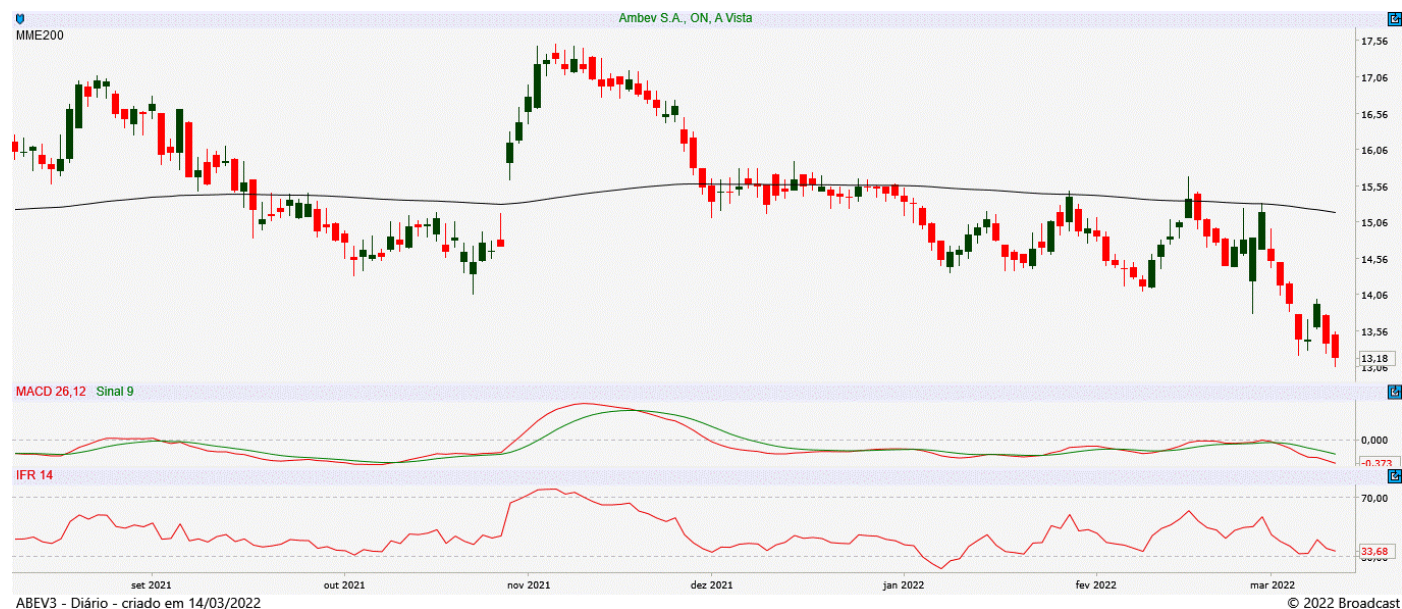 Ambev S.A., ON, A Vista
MME200
17,56
17,06
16,56
16,06
15,56
15,06
14,56
14,06
13,56
13,18
13,06
MACD 26,12 Sinal 9
0,000
-0,373
IFR 14
70,00
33,68
set 2021 out 2021 nov 2021 dez 2021 jan 2022 fev 2022 mar 2022
ABEV3 - Diário - criado em 14/03/2022 © 2022 Broadcast